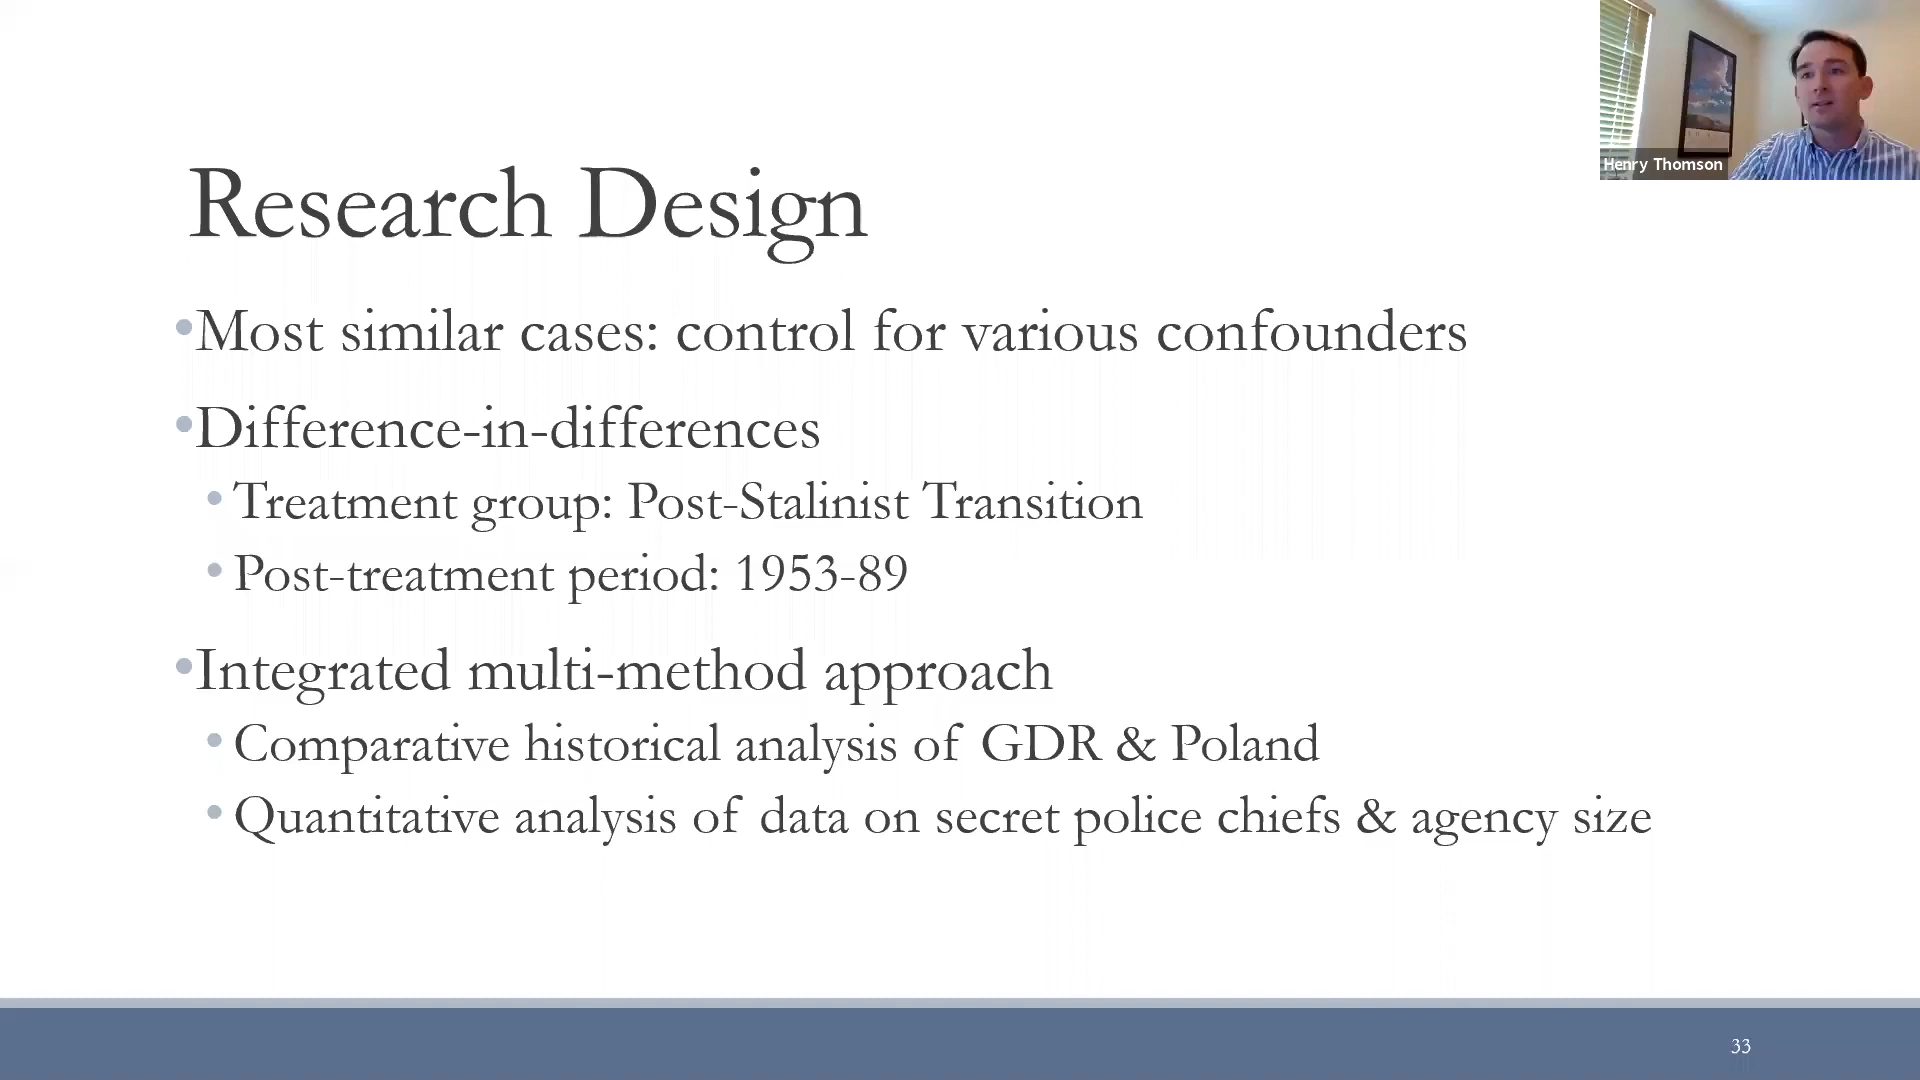 Henry Thomson
Research Design
•Most similar cases: control for various confounders
•Difference-in-differences
•Treatment group: Post-Stalinist Transition
•Post-treatment period: 1953-89
•Integrated multi-method approach
•Comparative historical analysis of GDR & Poland
•Quantitative analysis of data on secret police chiefs & agency size
33